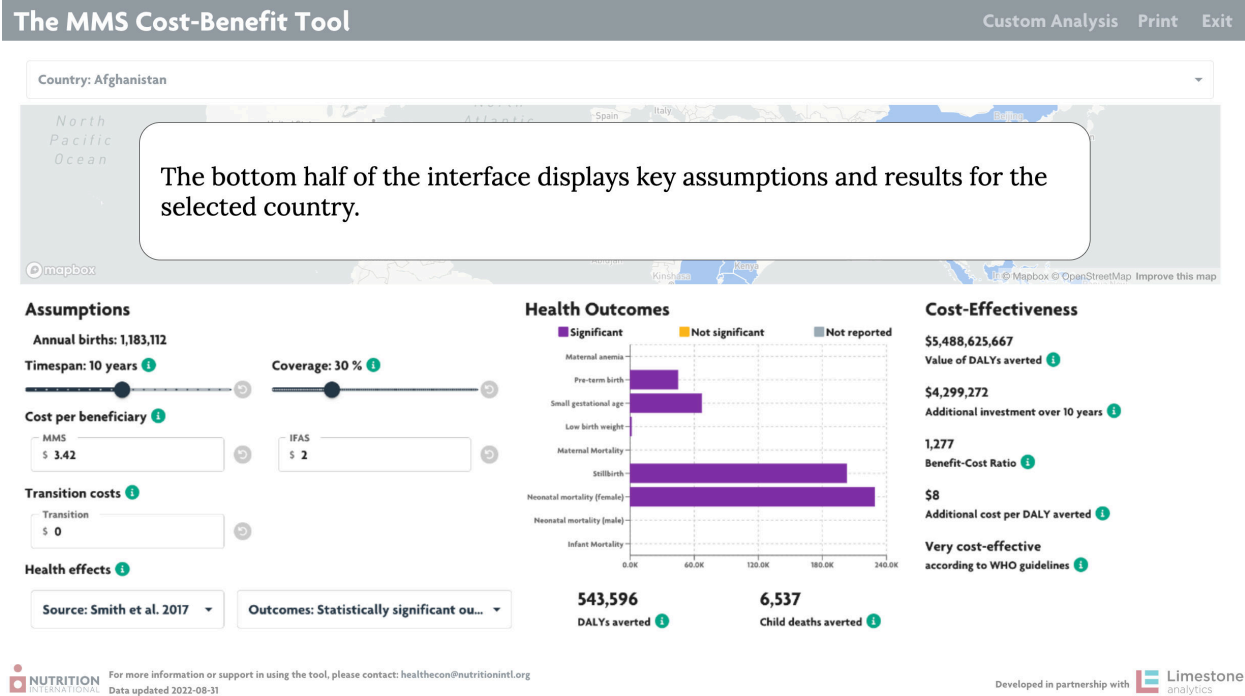 The MMS Cost-Benefit Tool
Custom Analysis Print Exit
Country: Afghanistan
North
Pacific
Ocean
Atlantic
Spain
Italy
Beijing
The bottom half of the interface displays key assumptions and results for the
selected country.
mapbox
Kinshasa
Kenya
© Mapbox © OpenStreetMap Improve this map
Assumptions
Annual births: 1,183,112
Timespan: 10 years
Coverage: 30 %
Cost per beneficiary
MMS
$ 3.42
IFAS
$ 2
Transition costs
Transition
$ 0
Health effects
Source: Smith et al. 2017
Outcomes: Statistically significant ou...
Health Outcomes
Significant Not significant Not reported
Maternal anemia
Pre-term birth
Small gestational age
Low birth weight
Maternal Mortality
Stillbirth
Neonatal mortality (female)
Neonatal mortality (male)
Infant Mortality
0.0K 60.0K 120.0K 180.0K 240.0K
543,596
DALYs averted
6,537
Child deaths averted
Cost-Effectiveness
$5,488,625,667
Value of DALYs averted
$4,299,272
Additional investment over 10 years
1,277
Benefit-Cost Ratio
$8
Additional cost per DALY averted
Very cost-effective
according to WHO guidelines
NUTRITION
INTERNATIONAL
For more information or support in using the tool, please contact: healthecon@nutritionintl.org
Data updated 2022-08-31
Developed in partnership with
Limestone
analytics